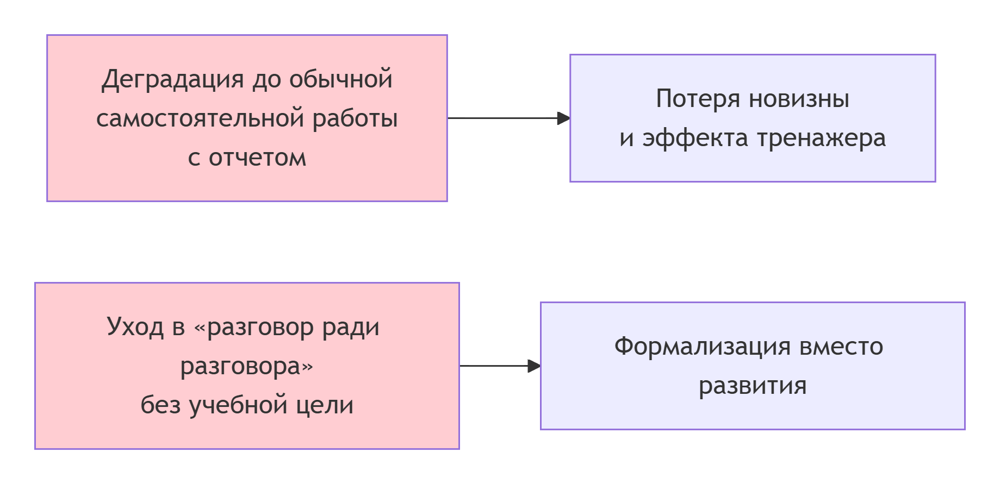 Деградация до обычной
самостоятельной работы
с отчетом
Потеря новизны
и эффекта тренажера
Уход в «разговор ради
разговора»
без учебной цели
Формализация вместо
развития